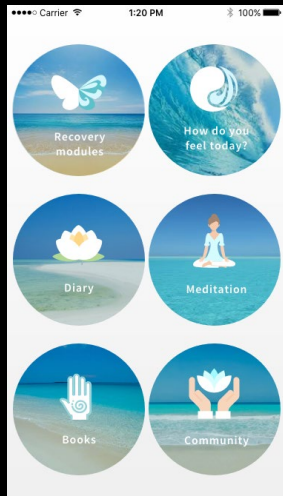 Carrier 1:20 PM 100%
Recovery
modules
How do you
feel today?
Diary
Meditation
Books
Community